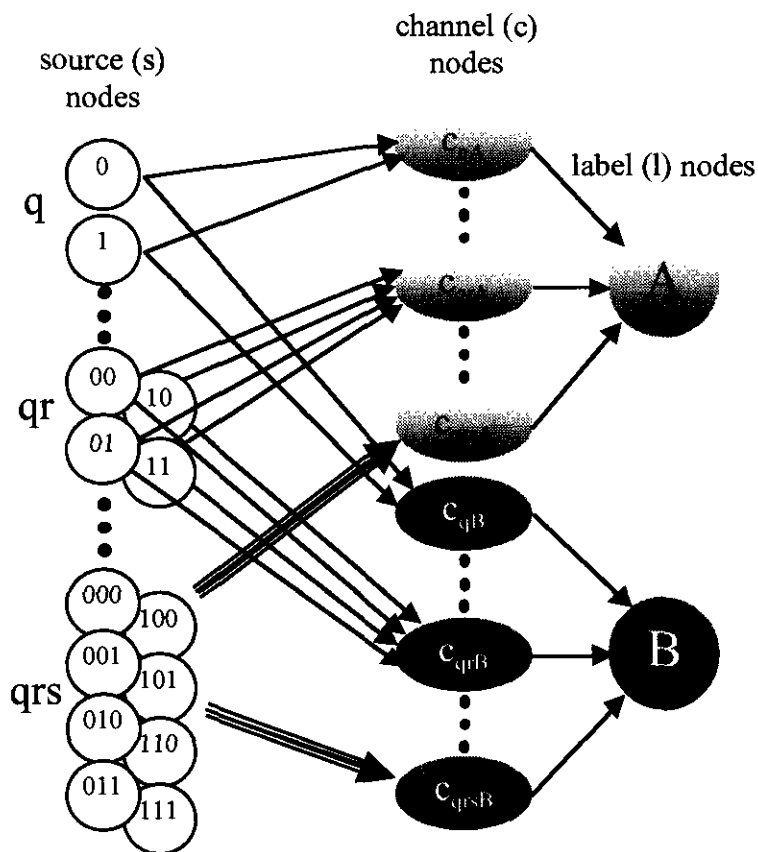 source (s)
nodes
channel (c)
nodes
label (l) nodes
q
0
1
qr
00
10
01
11
qrs
000
100
001
101
010
110
011
111
A
c_qB
c_qrB
c_qrsB
B